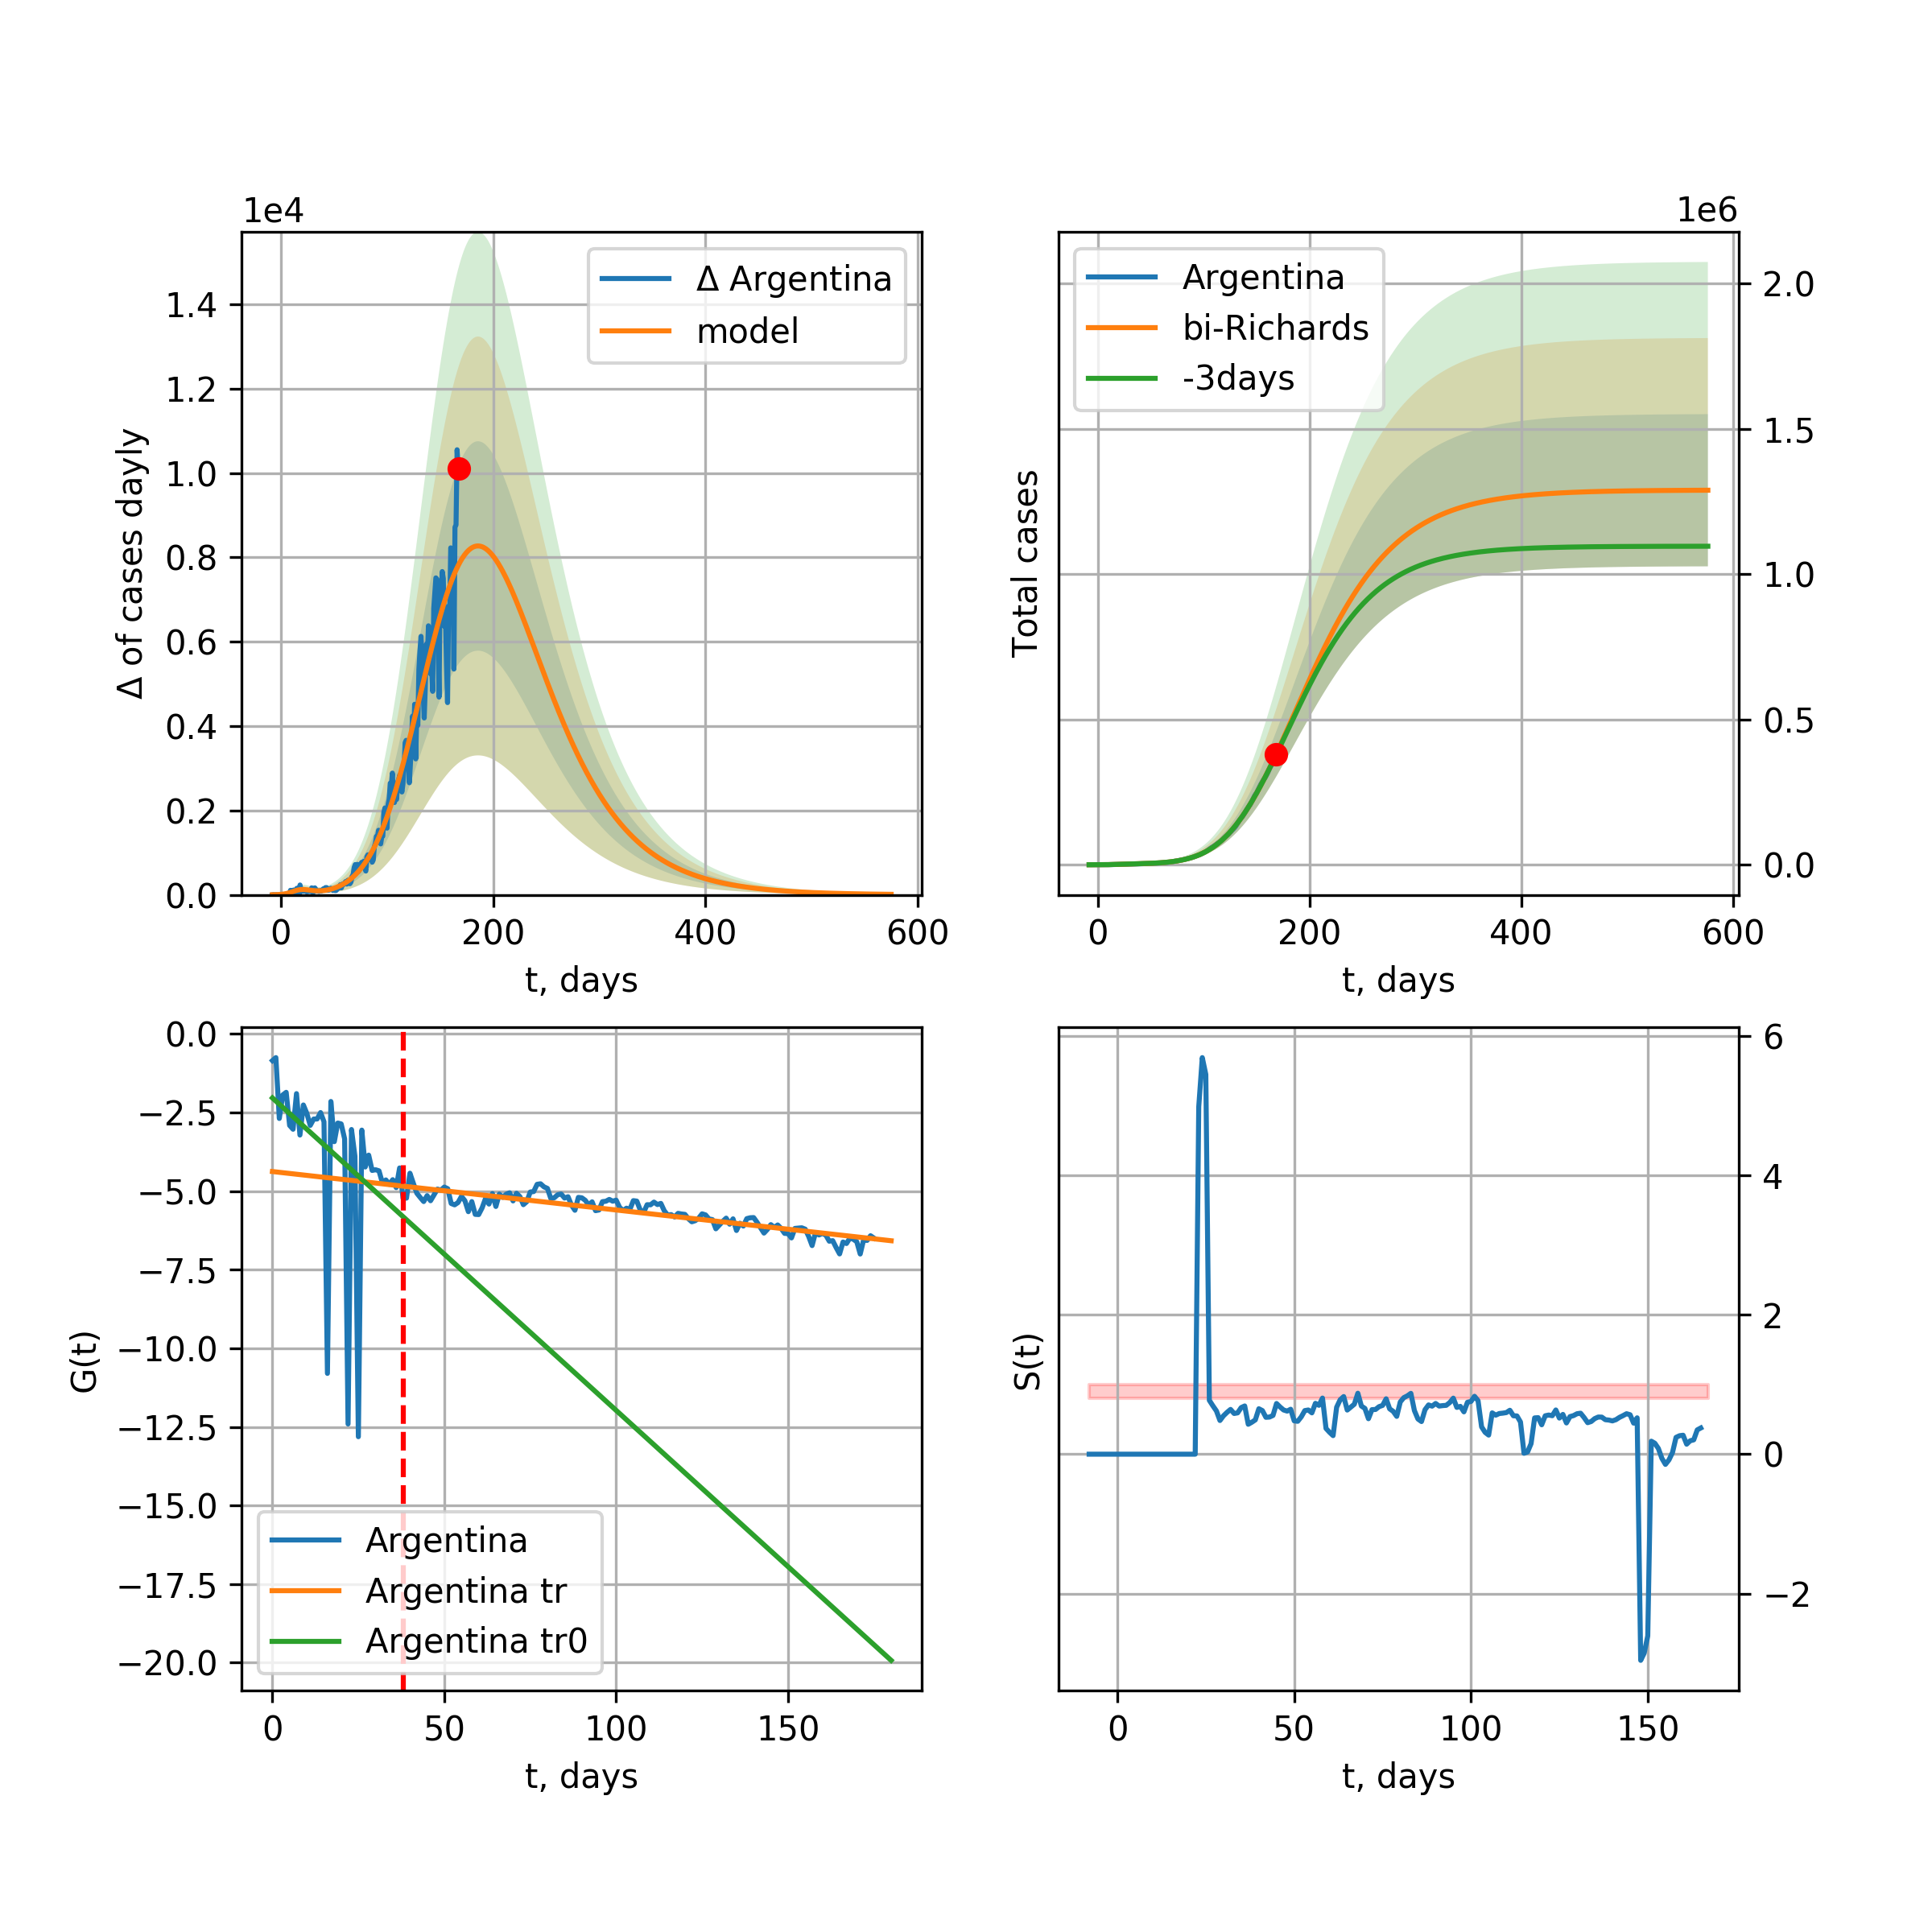 1e4
1.4
1.2
1.0
0.8
0.6
0.4
0.2
0.0
Δ of cases dayly
Δ Argentina
model
0 200 400 600
t, days
1e6
Argentina
bi-Richards
-3days
Total cases
2.0
1.5
1.0
0.5
0.0
0 200 400 600
t, days
0.0
−2.5
−5.0
−7.5
−10.0
−12.5
−15.0
−17.5
−20.0
G(t)
Argentina
Argentina tr
Argentina tr0
0 50 100 150
t, days
S(t)
6
4
2
0
−2
0 50 100 150
t, days